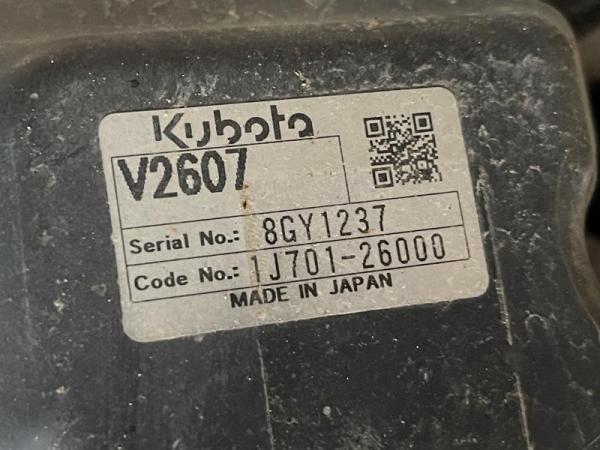 Kubota
V2607
Serial No.: 8GY1237
Code No.: 1J701-26000
MADE IN JAPAN